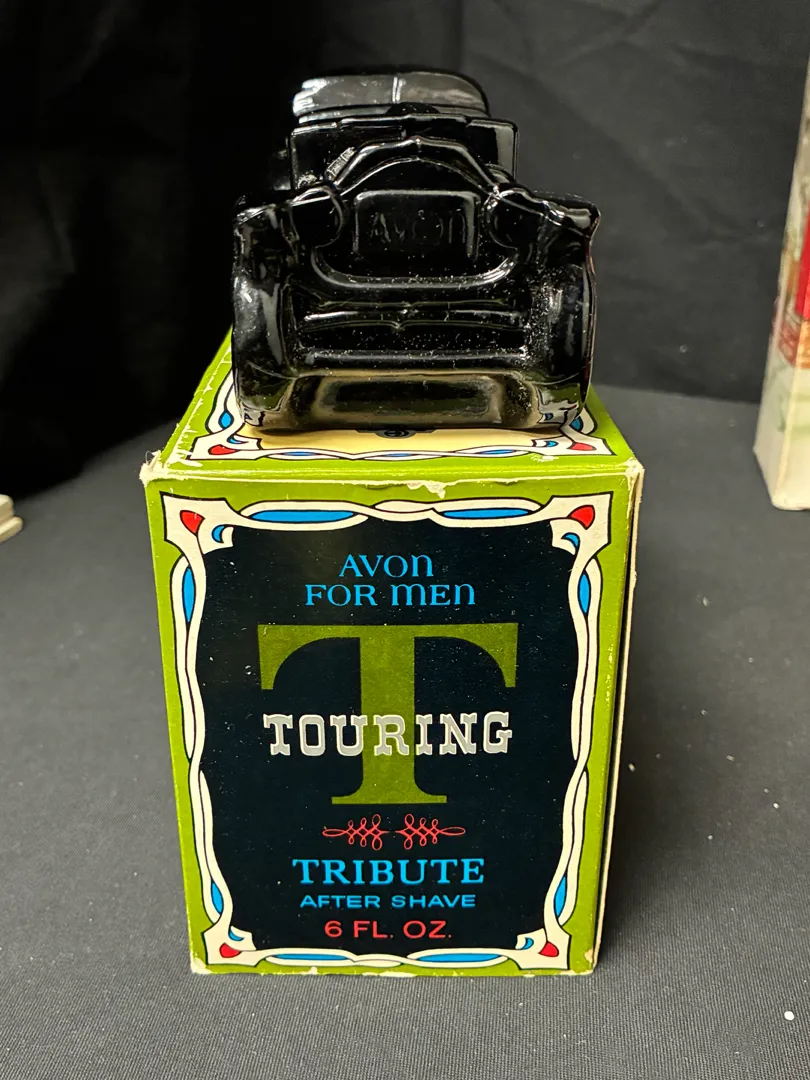 Avon
AVON
FOR MEN
T
TOURING
TRIBUTE
AFTER SHAVE
6 FL. OZ.